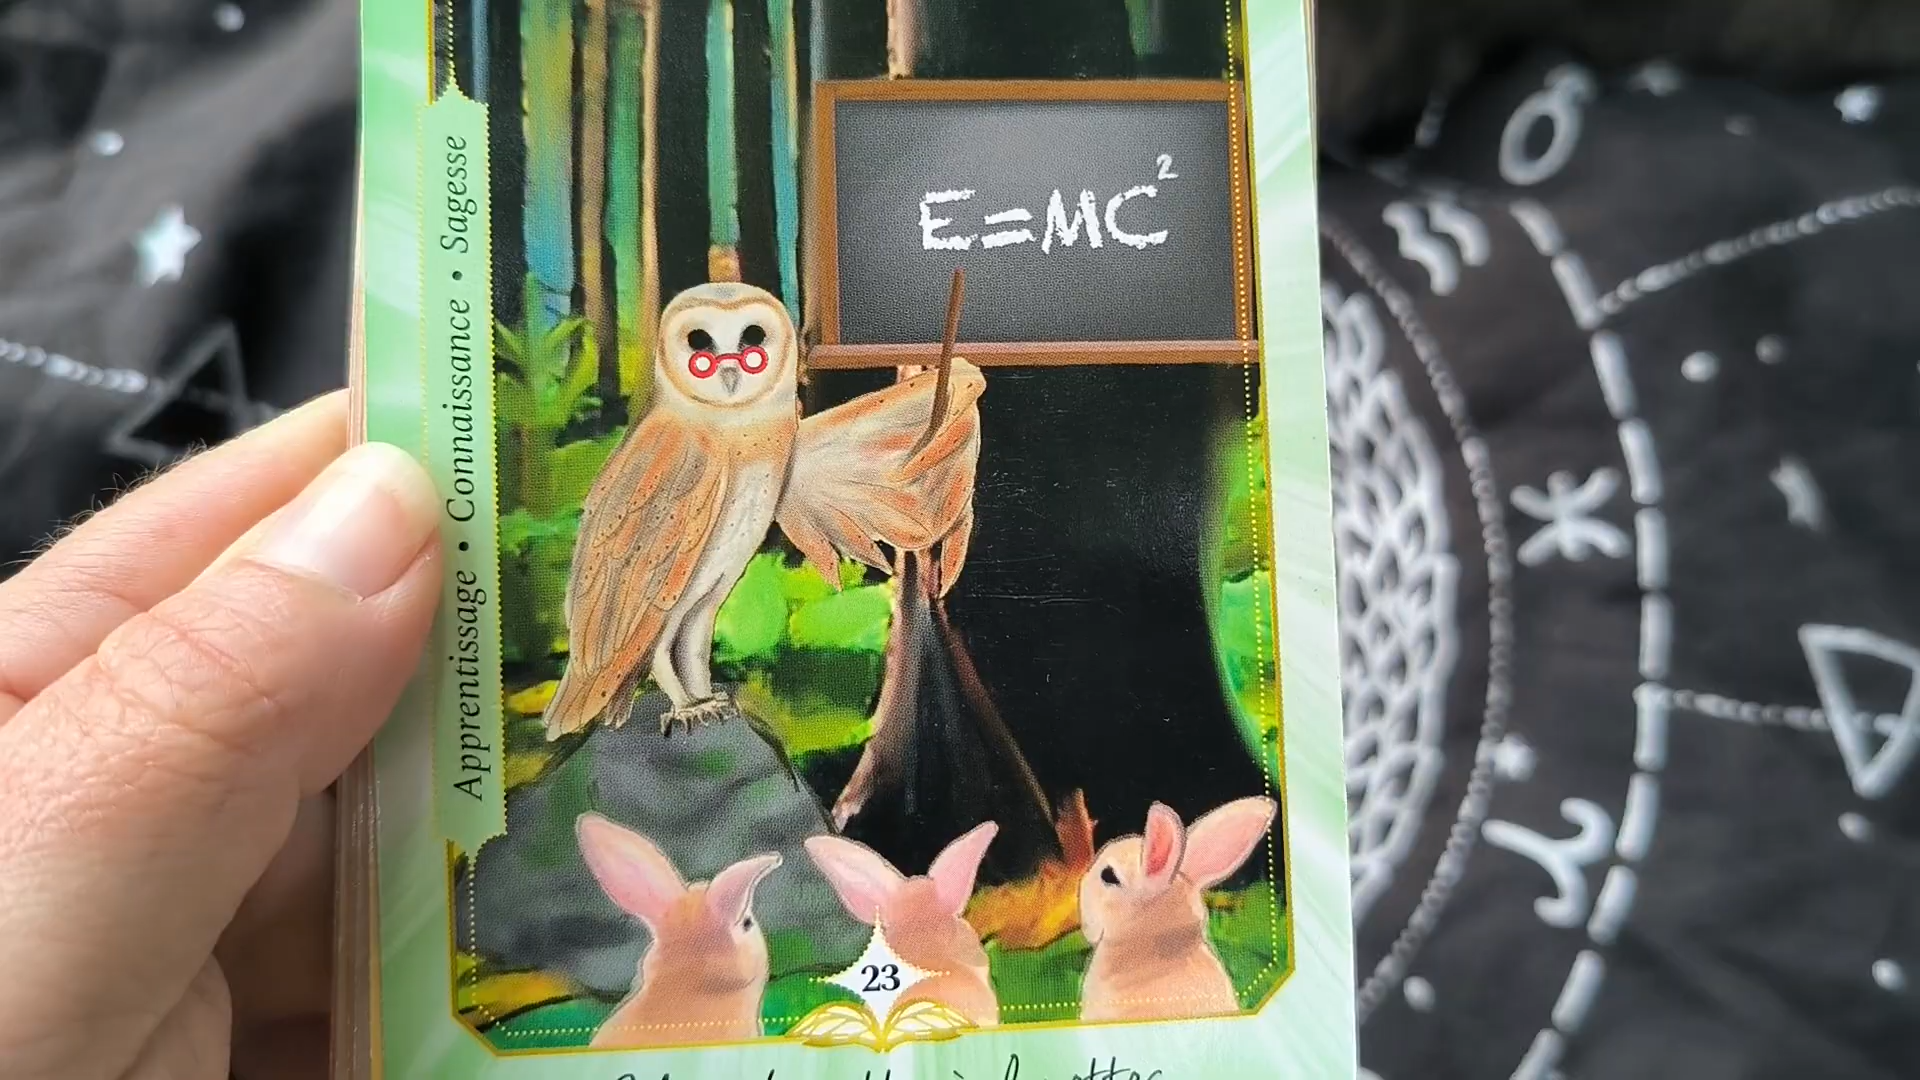 E=MC²
Apprentissage • Connaissance • Sagesse
23